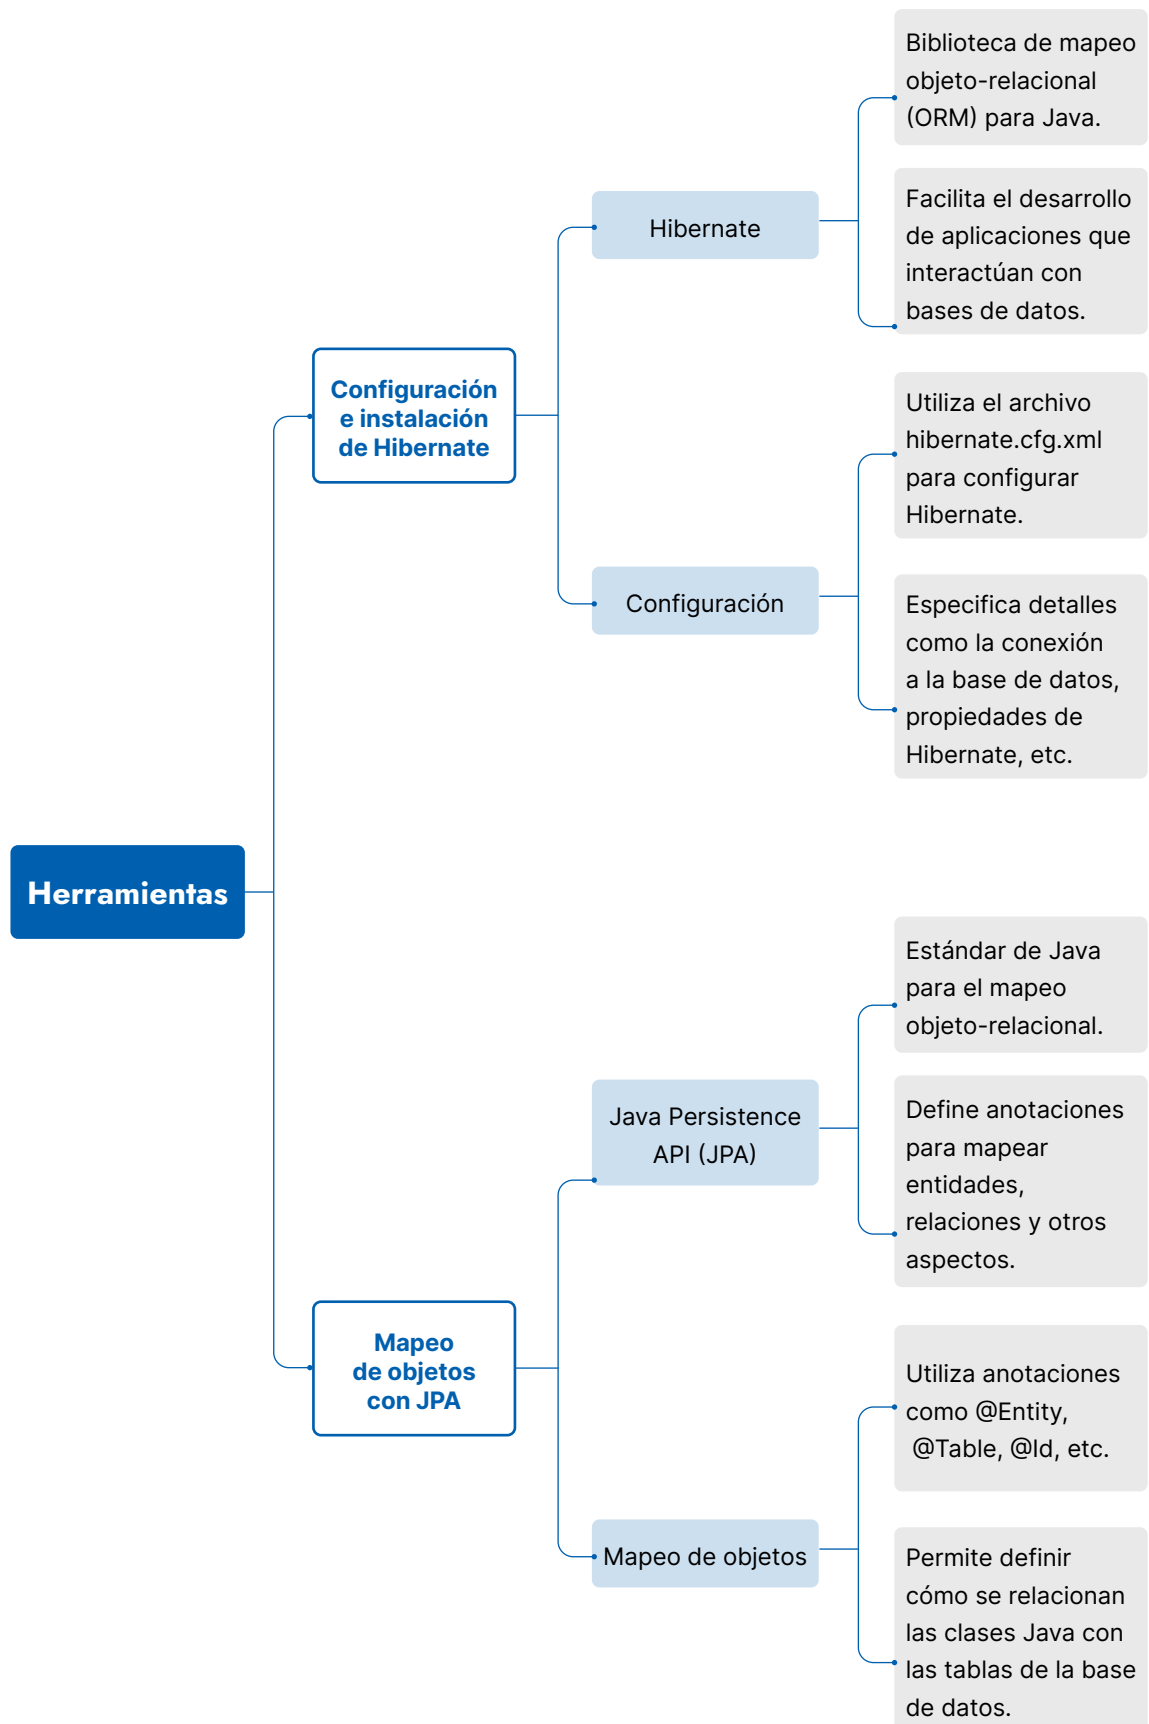 Herramientas
Configuración
e instalación
de Hibernate
Hibernate
Biblioteca de mapeo
objeto-relacional
(ORM) para Java.
Facilita el desarrollo
de aplicaciones que
interactúan con
bases de datos.
Configuración
Utiliza el archivo
hibernate.cfg.xml
para configurar
Hibernate.
Especifica detalles
como la conexión
a la base de datos,
propiedades de
Hibernate, etc.
Mapeo
de objetos
con JPA
Java Persistence
API (JPA)
Estándar de Java
para el mapeo
objeto-relacional.
Define anotaciones
para mapear
entidades,
relaciones y otros
aspectos.
Mapeo de objetos
Utiliza anotaciones
como @Entity,
@Table, @Id, etc.
Permite definir
cómo se relacionan
las clases Java con
las tablas de la base
de datos.